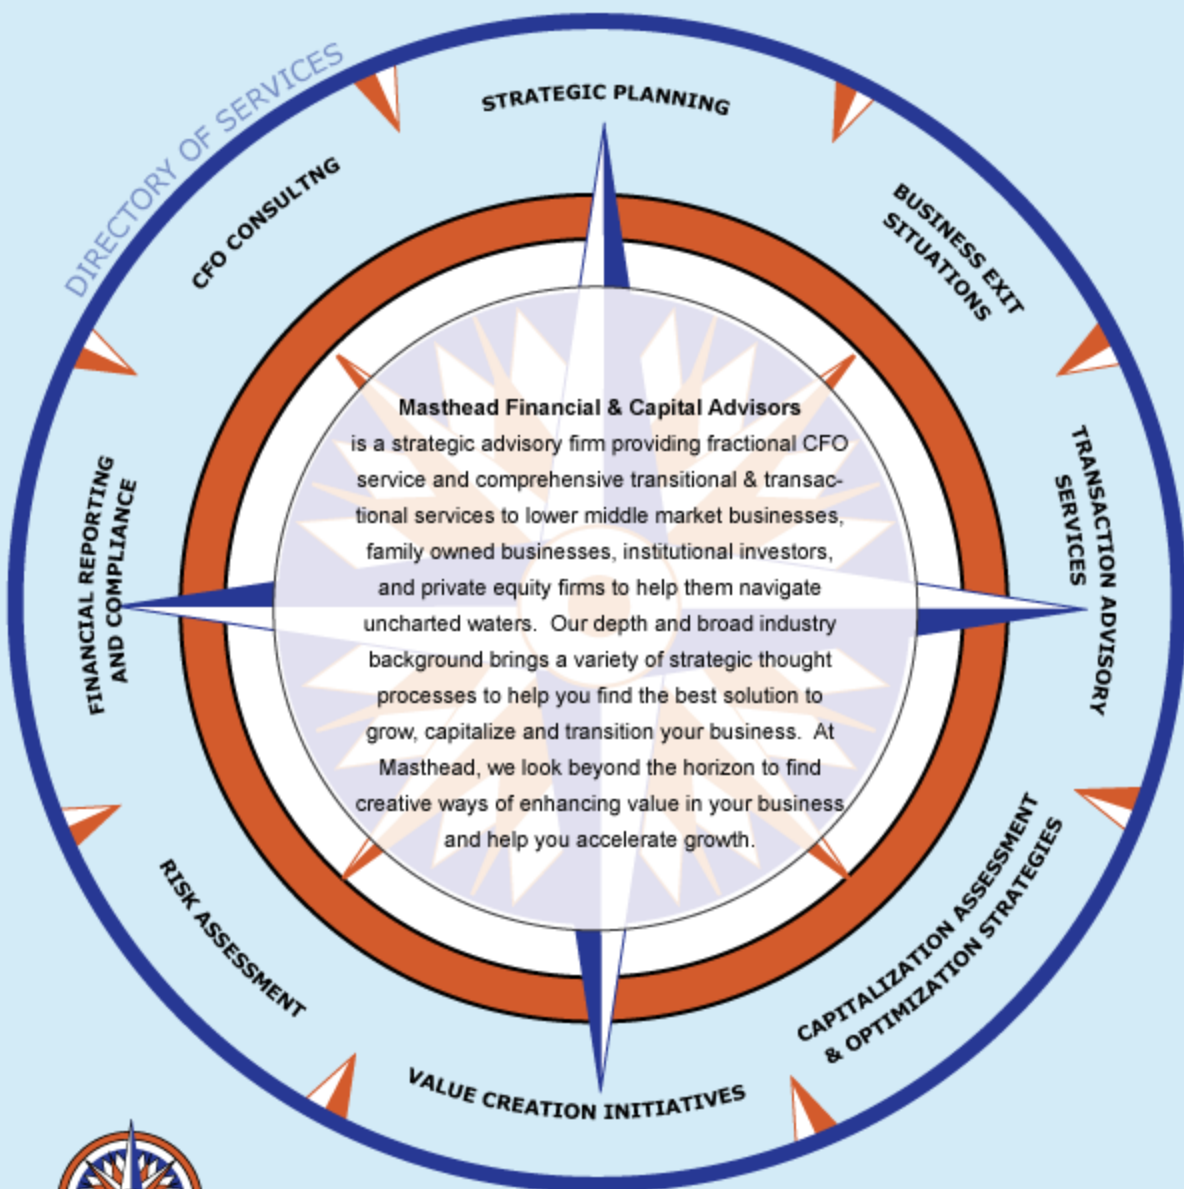 DIRECTORY OF SERVICES
STRATEGIC PLANNING
BUSINESS EXIT
SITUATIONS
TRANSACTION ADVISORY
SERVICES
CAPITALIZATION ASSESSMENT
& OPTIMIZATION STRATEGIES
VALUE CREATION INITIATIVES
RISK ASSESSMENT
FINANCIAL REPORTING
AND COMPLIANCE
CFO CONSULTNG
Masthead Financial & Capital Advisors
is a strategic advisory firm providing fractional CFO
service and comprehensive transitional & transac-
tional services to lower middle market businesses,
family owned businesses, institutional investors,
and private equity firms to help them navigate
uncharted waters.  Our depth and broad industry
background brings a variety of strategic thought
processes to help you find the best solution to
grow, capitalize and transition your business.  At
Masthead, we look beyond the horizon to find
creative ways of enhancing value in your business
and help you accelerate growth.